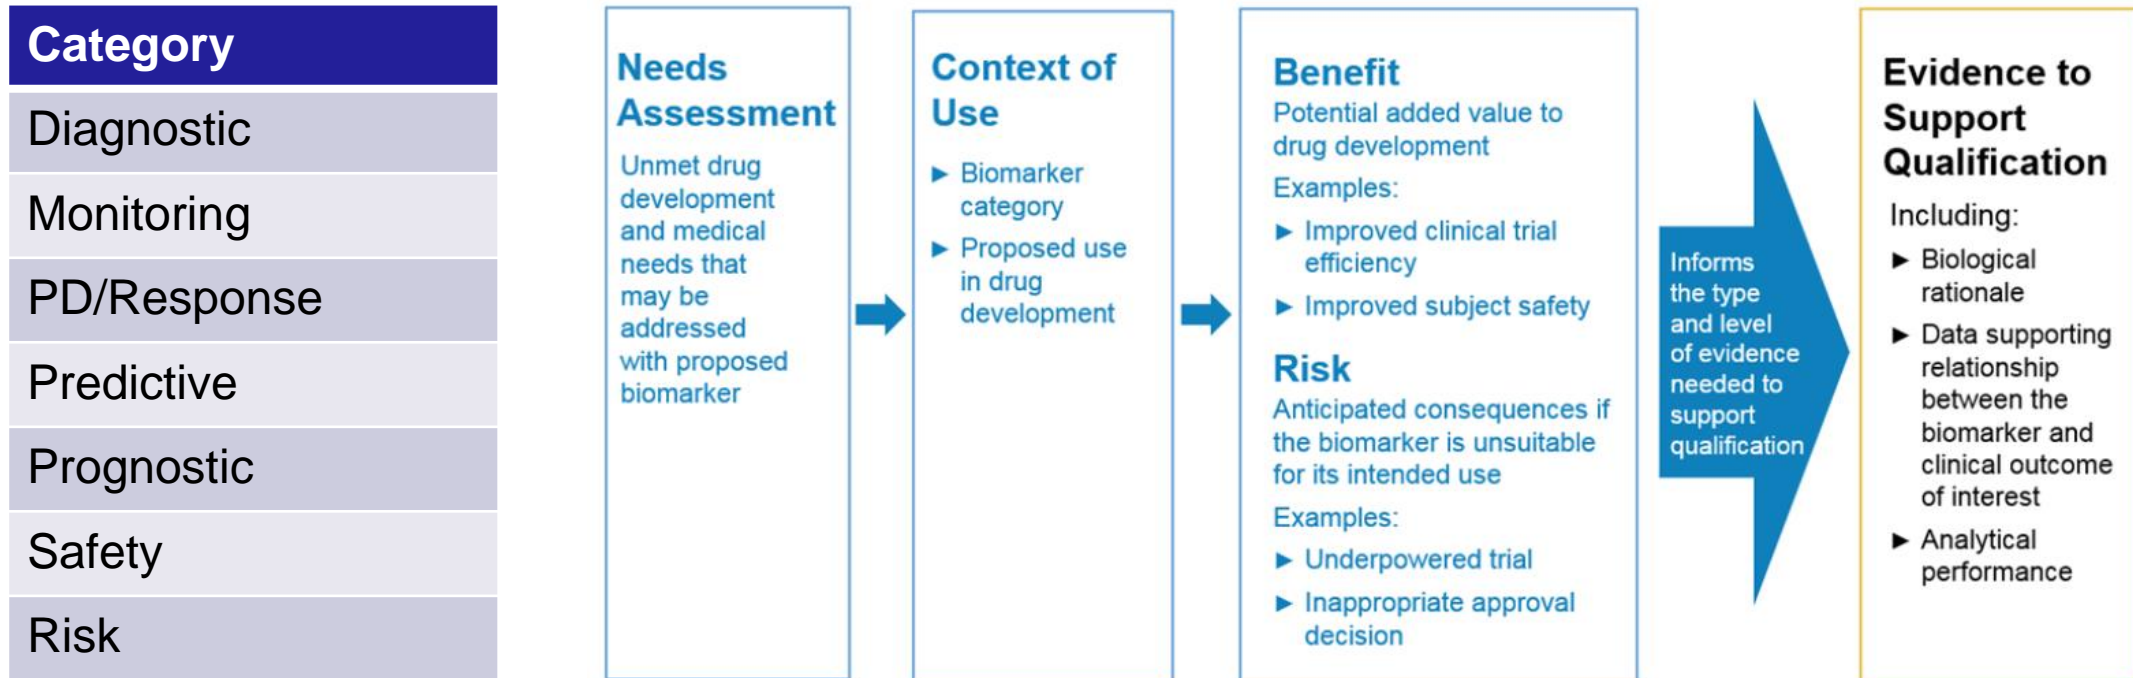 Category
Diagnostic
Monitoring
PD/Response
Predictive
Prognostic
Safety
Risk
Needs
Assessment
Unmet drug
development
and medical
needs that
may be
addressed
with proposed
biomarker
Context of
Use
► Biomarker
category
► Proposed use
in drug
development
Benefit
Potential added value to
drug development
Examples:
► Improved clinical trial
efficiency
► Improved subject safety
Risk
Anticipated consequences if
the biomarker is unsuitable
for its intended use
Examples:
► Underpowered trial
► Inappropriate approval
decision
Informs
the type
and level
of evidence
needed to
support
qualification
Evidence to
Support
Qualification
Including:
► Biological
rationale
► Data supporting
relationship
between the
biomarker and
clinical outcome
of interest
► Analytical
performance